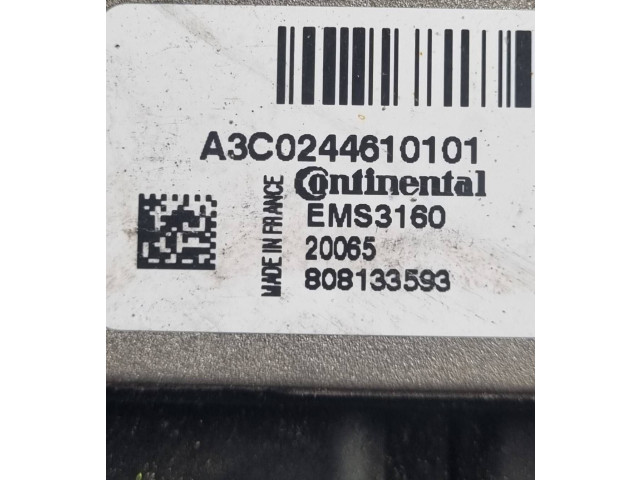 A3C0244610101
Continental
EMS3160
20065
808133593
MADE IN FRANCE